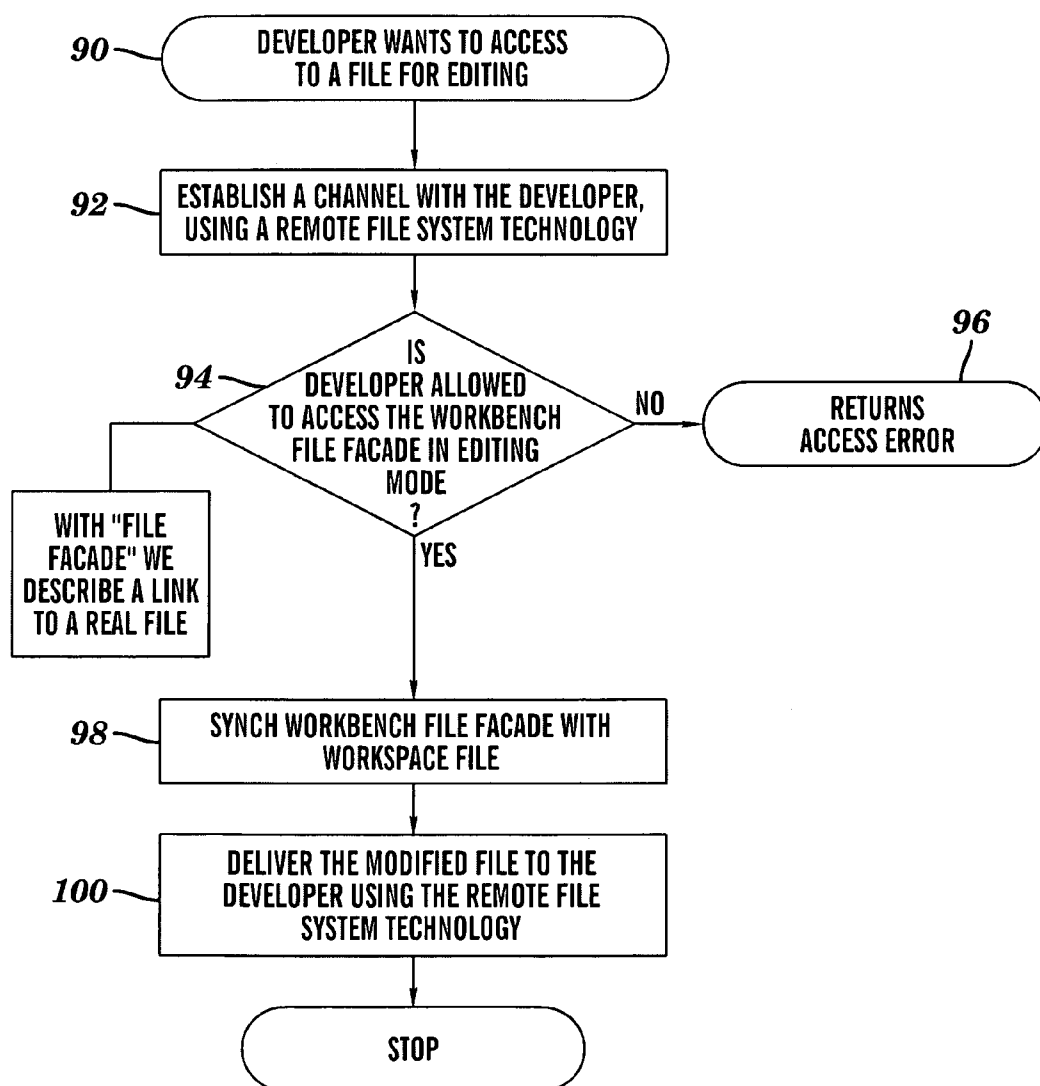 90
DEVELOPER WANTS TO ACCESS
TO A FILE FOR EDITING
92
ESTABLISH A CHANNEL WITH THE DEVELOPER,
USING A REMOTE FILE SYSTEM TECHNOLOGY
94
IS
DEVELOPER ALLOWED
TO ACCESS THE WORKBENCH
FILE FACADE IN EDITING
MODE
?
NO
96
RETURNS
ACCESS ERROR
WITH "FILE
FACADE" WE
DESCRIBE A LINK
TO A REAL FILE
YES
98
SYNCH WORKBENCH FILE FACADE WITH
WORKSPACE FILE
100
DELIVER THE MODIFIED FILE TO THE
DEVELOPER USING THE REMOTE FILE
SYSTEM TECHNOLOGY
STOP